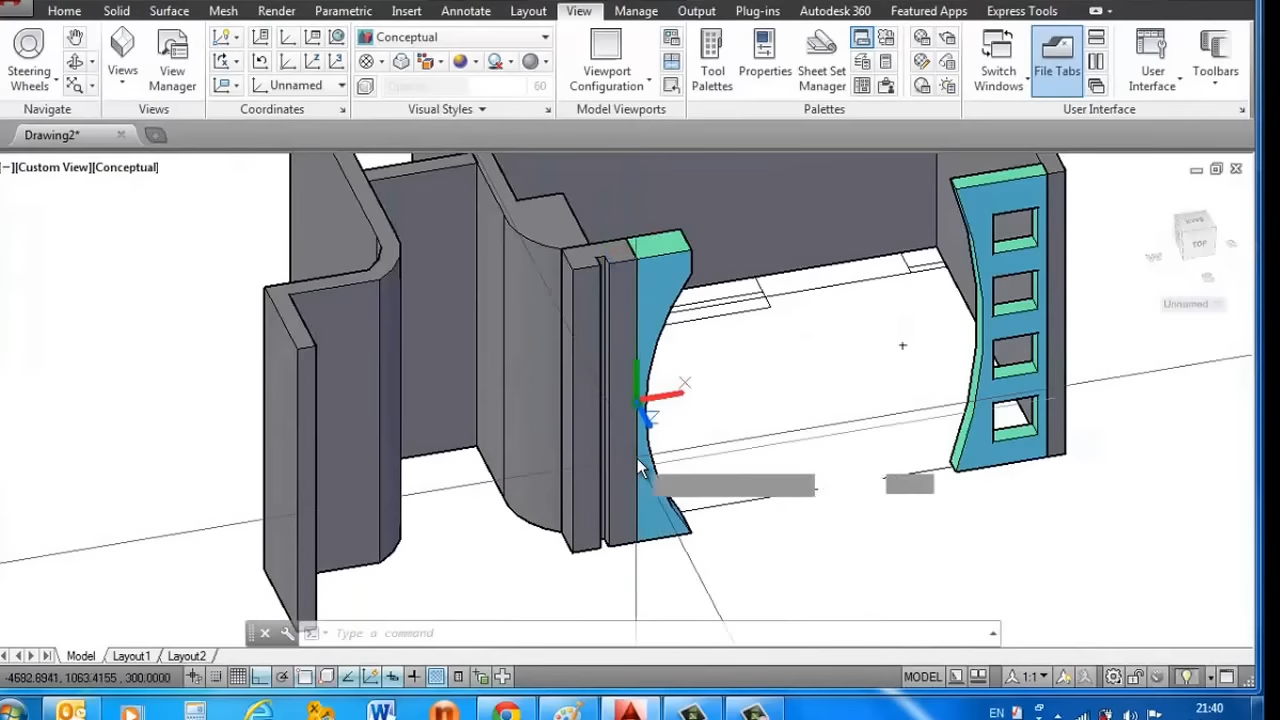 Home Solid Surface Mesh Render Parametric Insert Annotate Layout View Manage Output Plug-ins Autodesk 360 Featured Apps Express Tools
Steering Wheels
Views
View Manager
Unnamed
Conceptual
Opacity 60
Viewport Configuration
Tool Palettes
Properties
Sheet Set Manager
Switch Windows
File Tabs
User Interface
Toolbars
Navigate Views Coordinates Visual Styles Model Viewports Palettes User Interface
Drawing2*
[−][Custom View][Conceptual]
TOP
W
Unnamed
X
Z
Type a command
Model Layout1 Layout2
-4682.6941, 1063.4155, 300.0000
MODEL
1:1
EN
21:40